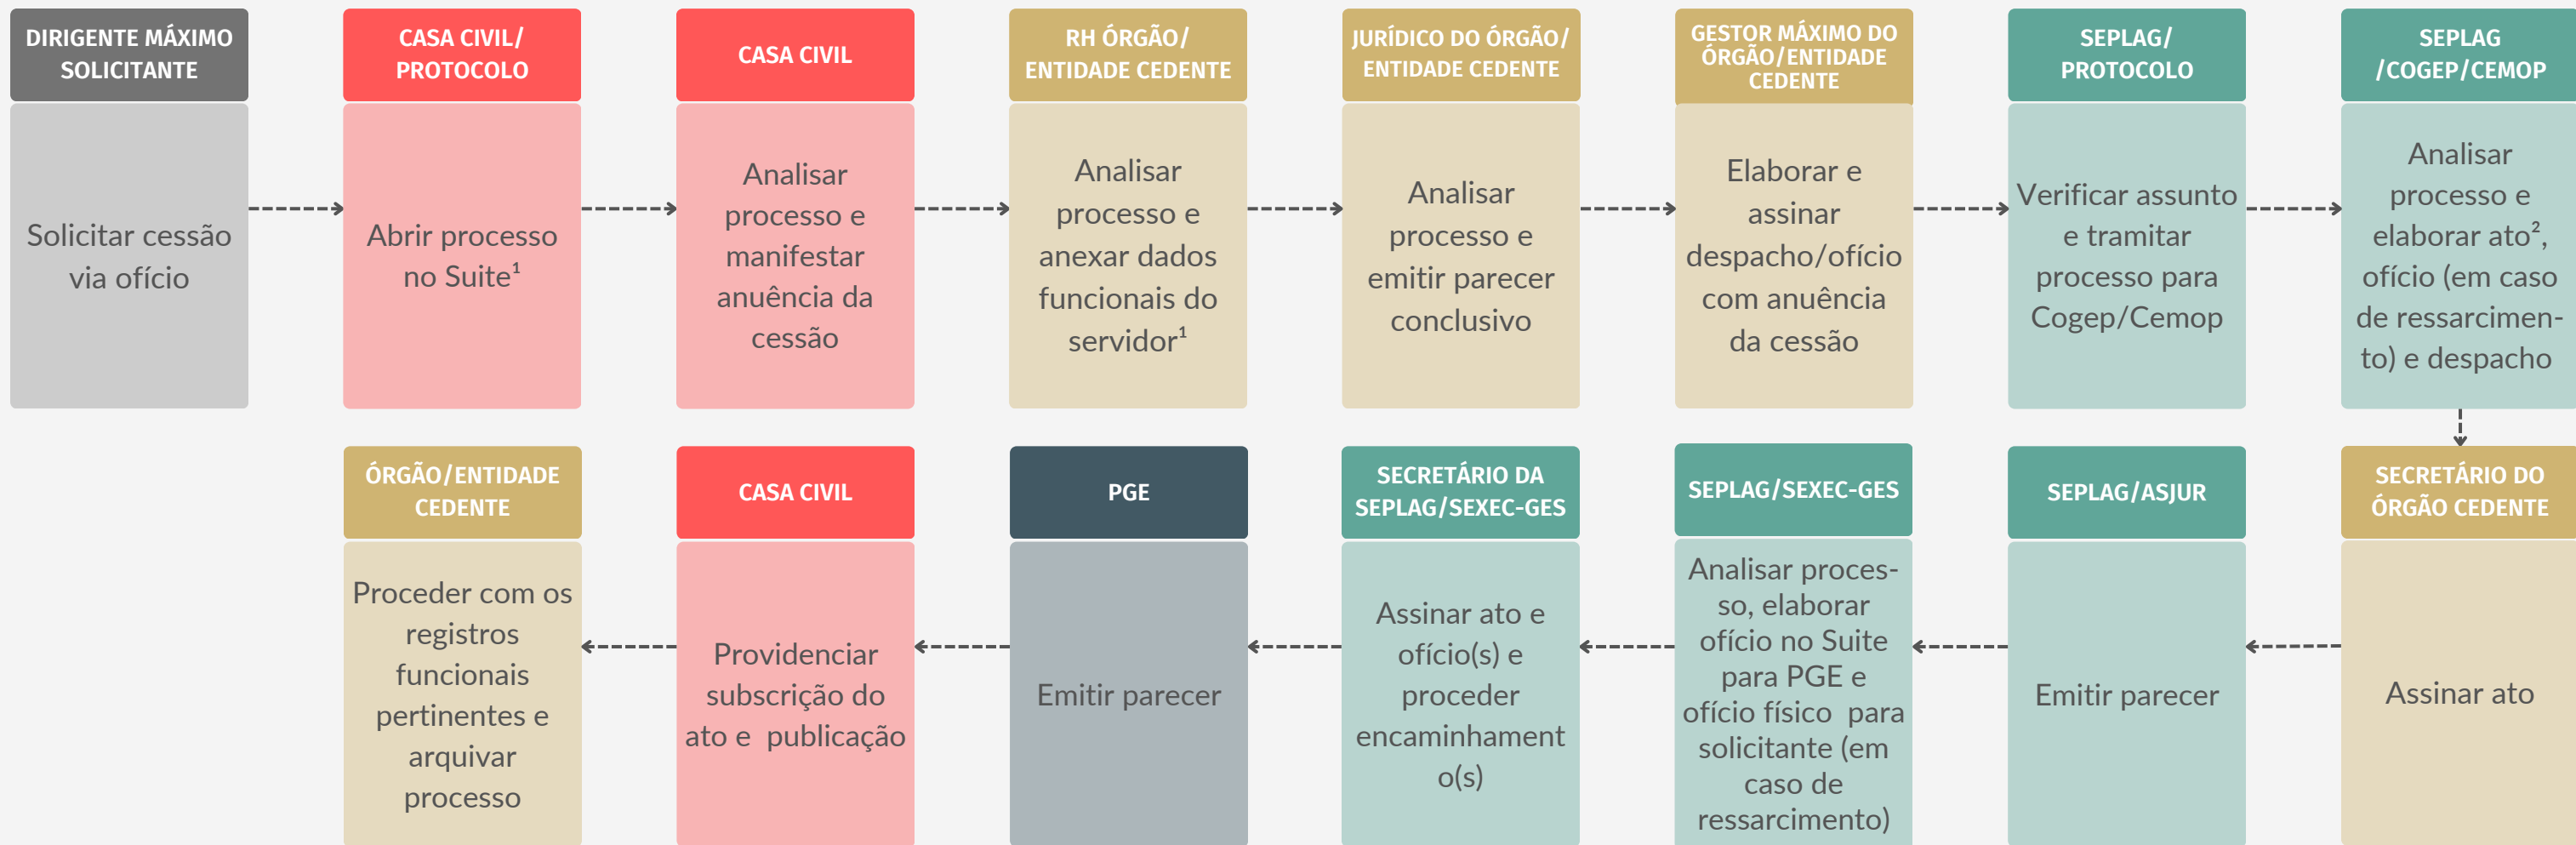 DIRIGENTE MÁXIMO
SOLICITANTE
Solicitar cessão
via ofício
CASA CIVIL/
PROTOCOLO
Abrir processo
no Suite¹
CASA CIVIL
Analisar
processo e
manifestar
anuência da
cessão
RH ÓRGÃO/
ENTIDADE CEDENTE
Analisar
processo e
anexar dados
funcionais do
servidor¹
JURÍDICO DO ÓRGÃO/
ENTIDADE CEDENTE
Analisar
processo e
emitir parecer
conclusivo
GESTOR MÁXIMO DO
ÓRGÃO/ENTIDADE
CEDENTE
Elaborar e
assinar
despacho/ofício
com anuência
da cessão
SEPLAG/
PROTOCOLO
Verificar assunto
e tramitar
processo para
Cogep/Cemop
SEPLAG
/COGEP/CEMOP
Analisar
processo e
elaborar ato²,
ofício (em caso
de ressarcimen-
to) e despacho
SECRETÁRIO DO
ÓRGÃO CEDENTE
Assinar ato
SEPLAG/ASJUR
Emitir parecer
SEPLAG/SEXEC-GES
Analisar proces-
so, elaborar
ofício no Suite
para PGE e
ofício físico  para
solicitante (em
caso de
ressarcimento)
SECRETÁRIO DA
SEPLAG/SEXEC-GES
Assinar ato e
ofício(s) e
proceder
encaminhament
o(s)
PGE
Emitir parecer
CASA CIVIL
Providenciar
subscrição do
ato e  publicação
ÓRGÃO/ENTIDADE
CEDENTE
Proceder com os
registros
funcionais
pertinentes e
arquivar
processo